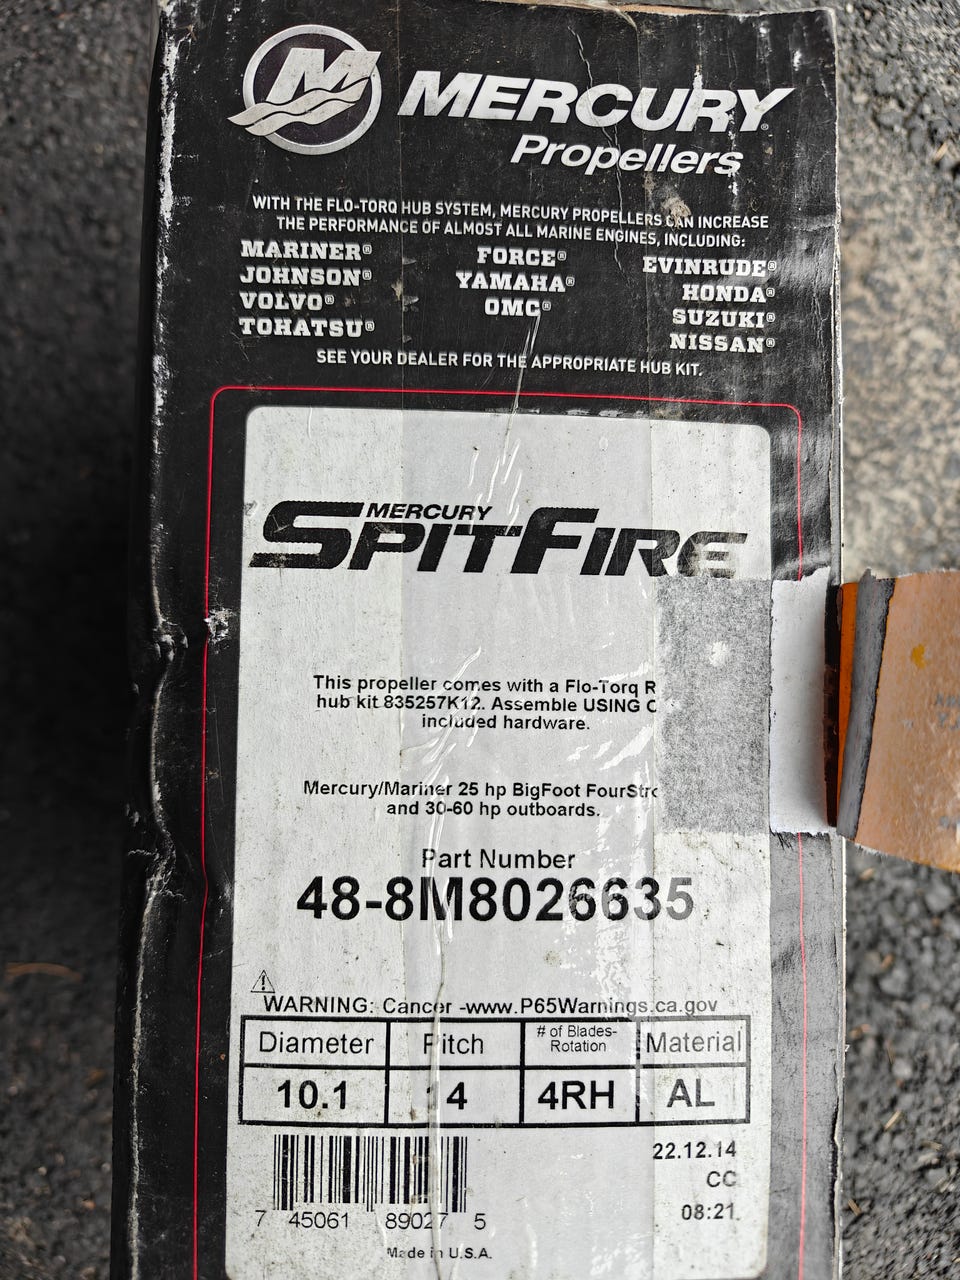 MERCURY®
Propellers
WITH THE FLO-TORQ HUB SYSTEM, MERCURY PROPELLERS CAN INCREASE
THE PERFORMANCE OF ALMOST ALL MARINE ENGINES, INCLUDING:
MARINER® FORCE® EVINRUDE®
JOHNSON® YAMAHA® HONDA®
VOLVO® OMC® SUZUKI®
TOHATSU® NISSAN®
SEE YOUR DEALER FOR THE APPROPRIATE HUB KIT.
MERCURY
SPITFIRE
This propeller comes with a Flo-Torq
hub kit 835257K12. Assemble USING
included hardware.
Mercury/Mariner 25 hp BigFoot
and 30-60 hp outboards.
Part Number
48-8M8026635
WARNING: Cancer -www.P65Warnings.ca.gov
Diameter Pitch # of Blades-Rotation Material
10.1 14 4RH AL
22.12.14
CC
08:21
7 45061 89027 5
Made in U.S.A.